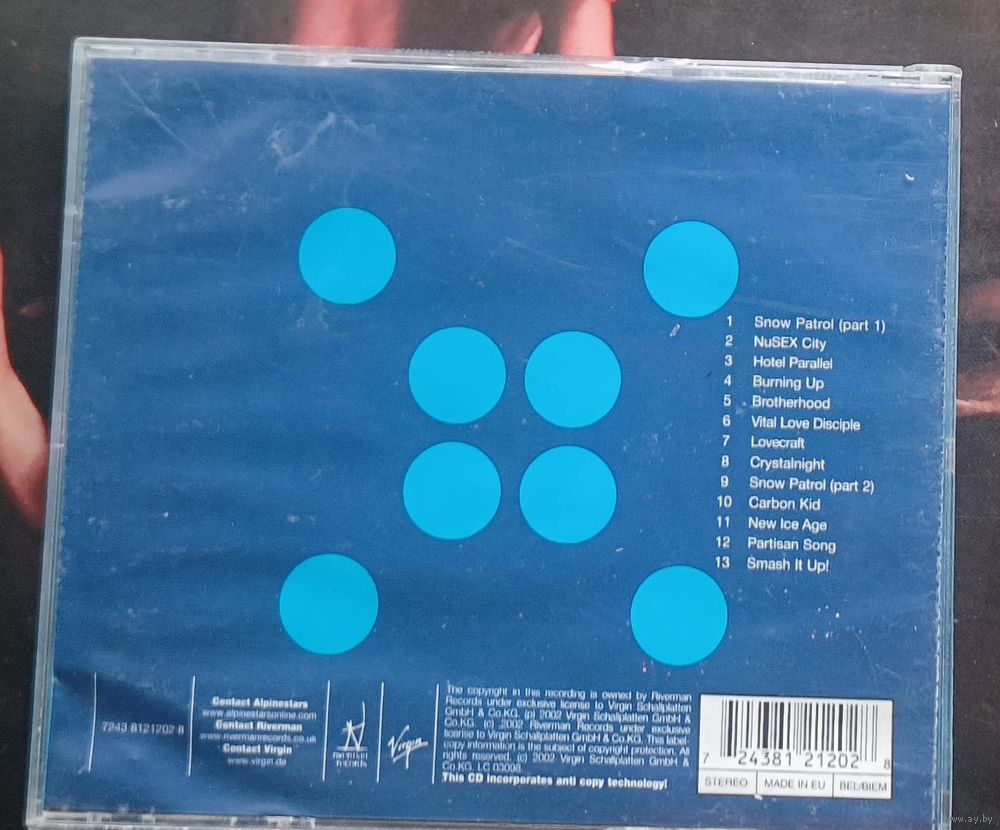 1 Snow Patrol (part 1)
2 NuSEX City
3 Hotel Parallel
4 Burning Up
5 Brotherhood
6 Vital Love Disciple
7 Lovecraft
8 Crystalnight
9 Snow Patrol (part 2)
10 Carbon Kid
11 New Ice Age
12 Partisan Song
13 Smash It Up!
7243 8121202 8
Contact Alpinestars
www.alpinestarsonline.com
Contact Riverman
www.rivermanrecords.co.uk
Contact Virgin
www.virgin.de
Virgin
The copyright in this recording is owned by Riverman
Records under exclusive license to Virgin Schallplatten
GmbH & Co.KG. (p) 2002 Virgin Schallplatten GmbH &
Co.KG. (c) 2002 Riverman Records under exclusive
license to Virgin Schallplatten GmbH & Co.KG. This label
copy information is the subject of copyright protection. All
rights reserved. (c) 2002 Virgin Schallplatten GmbH &
Co.KG. LC 03098
This CD incorporates anti copy technology!
7 24381 21202 8
STEREO MADE IN EU BEL/BIEM
www.ay.by